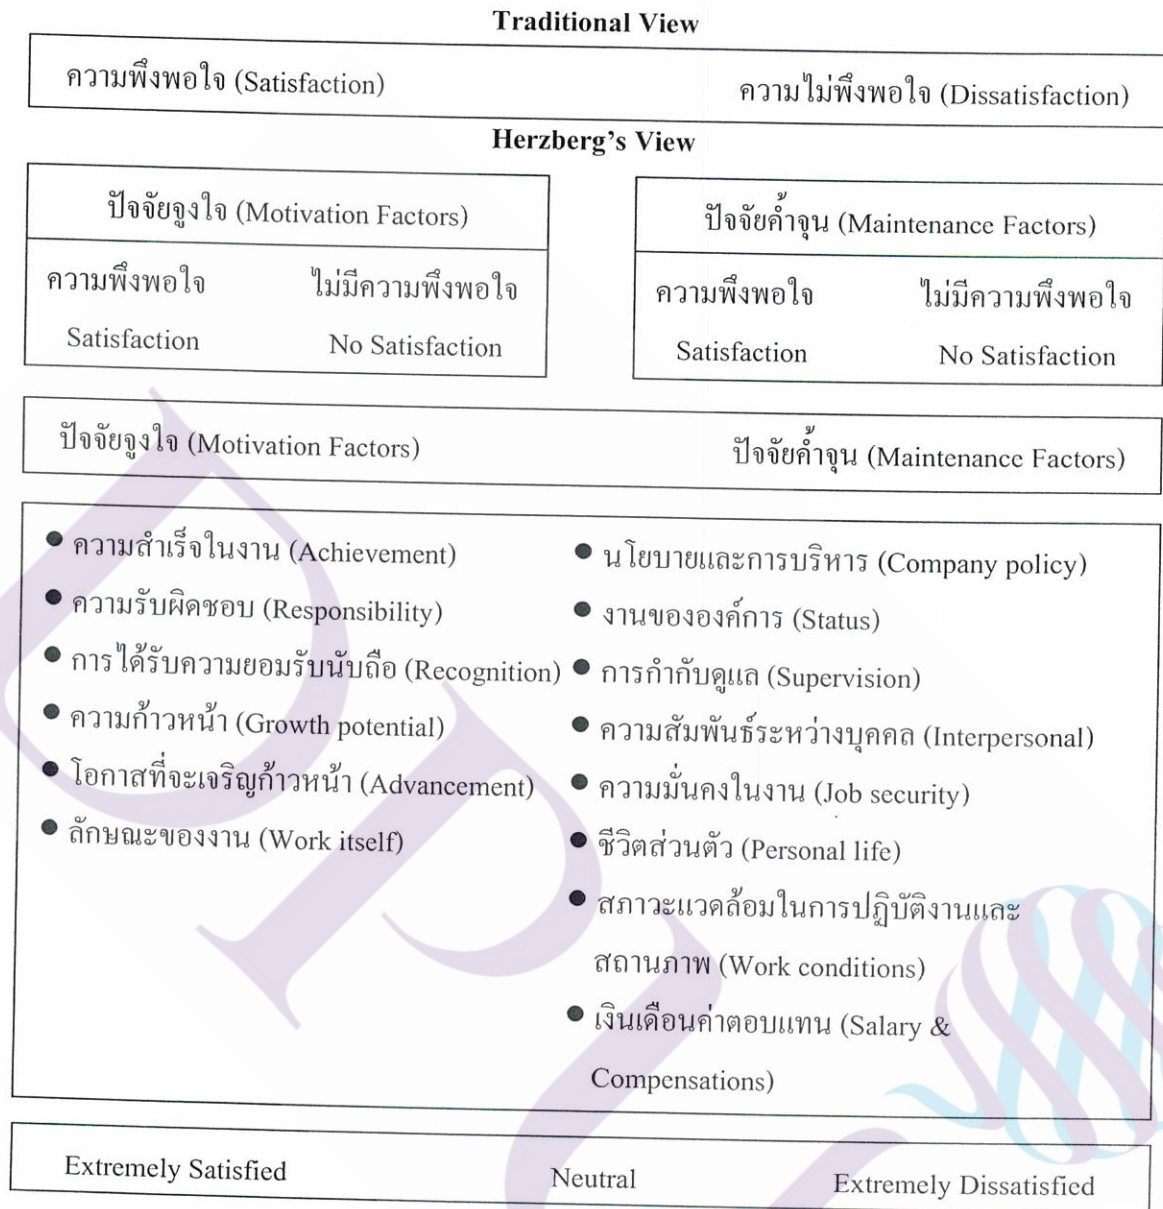 Traditional View
ความพึงพอใจ (Satisfaction) ความไม่พึงพอใจ (Dissatisfaction)
Herzberg's View
ปัจจัยจูงใจ (Motivation Factors)
ความพึงพอใจ ไม่มีความพึงพอใจ
Satisfaction No Satisfaction
ปัจจัยค้ำจุน (Maintenance Factors)
ความพึงพอใจ ไม่มีความพึงพอใจ
Satisfaction No Satisfaction
ปัจจัยจูงใจ (Motivation Factors) ปัจจัยค้ำจุน (Maintenance Factors)
● ความสำเร็จในงาน (Achievement)
● ความรับผิดชอบ (Responsibility)
● การได้รับความยอมรับนับถือ (Recognition)
● ความก้าวหน้า (Growth potential)
● โอกาสที่จะเจริญก้าวหน้า (Advancement)
● ลักษณะของงาน (Work itself)
● นโยบายและการบริหาร (Company policy)
● งานขององค์การ (Status)
● การกำกับดูแล (Supervision)
● ความสัมพันธ์ระหว่างบุคคล (Interpersonal)
● ความมั่นคงในงาน (Job security)
● ชีวิตส่วนตัว (Personal life)
● สภาวะแวดล้อมในการปฏิบัติงานและ
สถานภาพ (Work conditions)
● เงินเดือนค่าตอบแทน (Salary &
Compensations)
Extremely Satisfied Neutral Extremely Dissatisfied